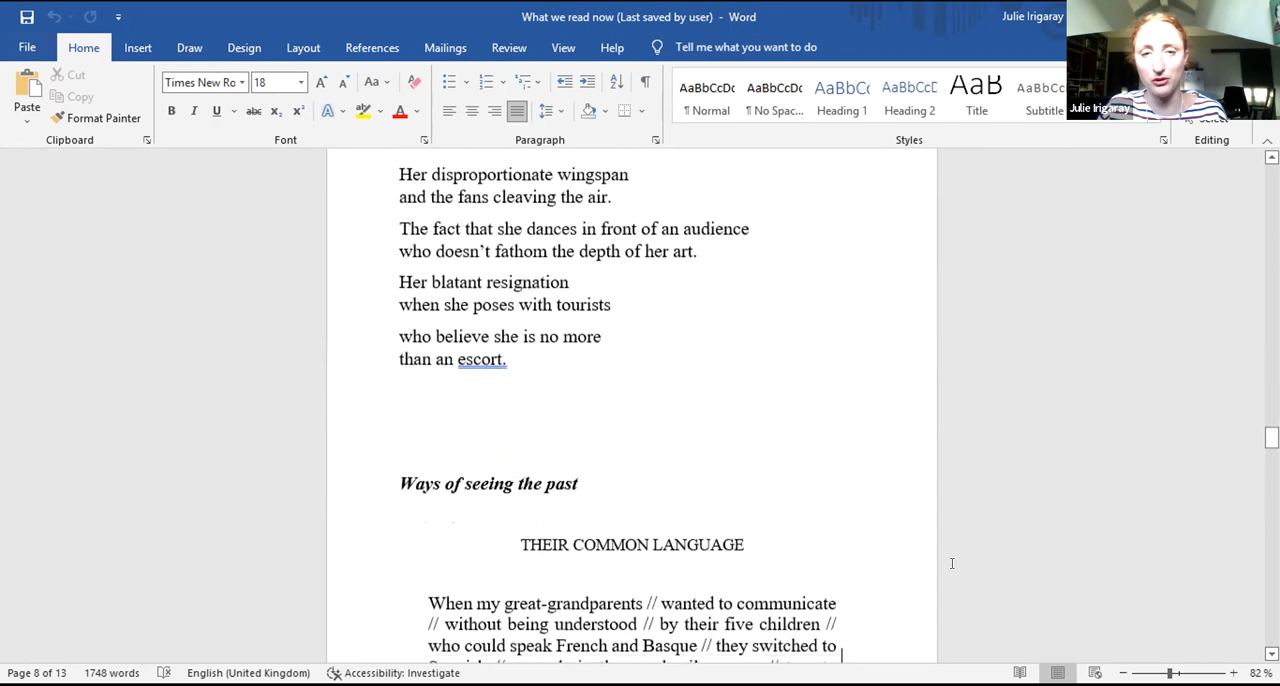 What we read now (Last saved by user) - Word
Julie Irigaray
File Home Insert Draw Design Layout References Mailings Review View Help Tell me what you want to do
Paste
Cut
Copy
Format Painter
Times New Ro 18
Aa
AaBbCcDc AaBbCcDc AaBbC AaBbCcD AaB AaBbC
¶ Normal ¶ No Spac... Heading 1 Heading 2 Title Subtitle
Julie Irigaray
Clipboard Font Paragraph Styles Editing
Her disproportionate wingspan
and the fans cleaving the air.
The fact that she dances in front of an audience
who doesn't fathom the depth of her art.
Her blatant resignation
when she poses with tourists
who believe she is no more
than an escort.
Ways of seeing the past
THEIR COMMON LANGUAGE
When my great-grandparents // wanted to communicate
// without being understood // by their five children //
who could speak French and Basque // they switched to
Page 8 of 13 1748 words English (United Kingdom) Accessibility: Investigate 82 %